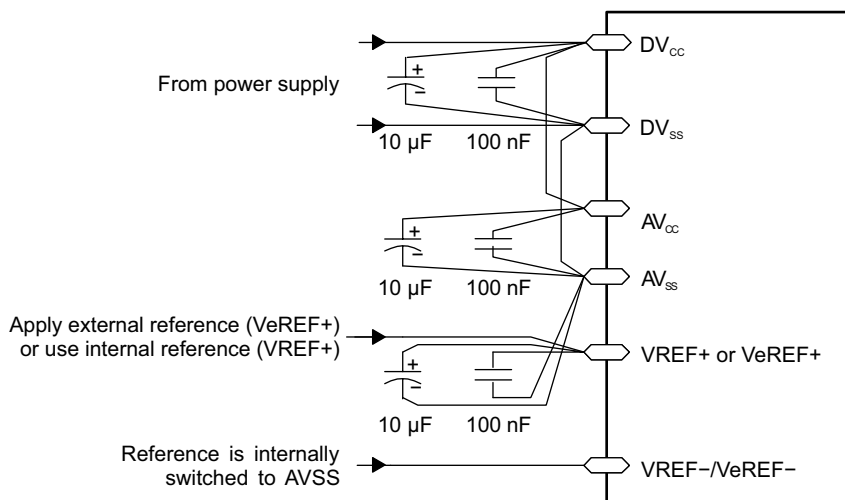 DVCC
+
From power supply
−
DVSS
10 µF 100 nF
AVCC
+
−
AVSS
10 µF 100 nF
Apply external reference (VeREF+)
or use internal reference (VREF+)
VREF+ or VeREF+
+
−
10 µF 100 nF
Reference is internally
switched to AVSS
VREF−/VeREF−